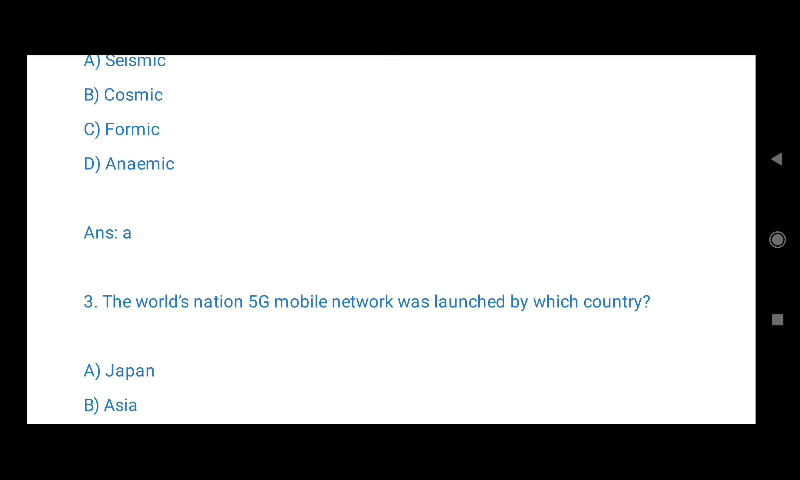 A) Seismic
B) Cosmic
C) Formic
D) Anaemic
Ans: a
3. The world's nation 5G mobile network was launched by which country?
A) Japan
B) Asia